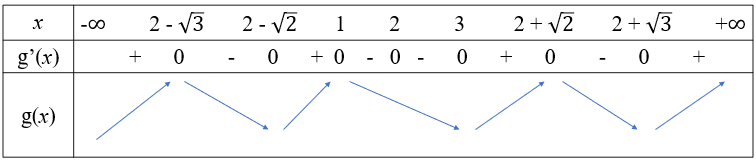 x -∞ 2 - √3 2 - √2 1 2 3 2 + √2 2 + √3 +∞
g’(x) + 0 - 0 + 0 - 0 - 0 + 0 - 0 +
g(x)